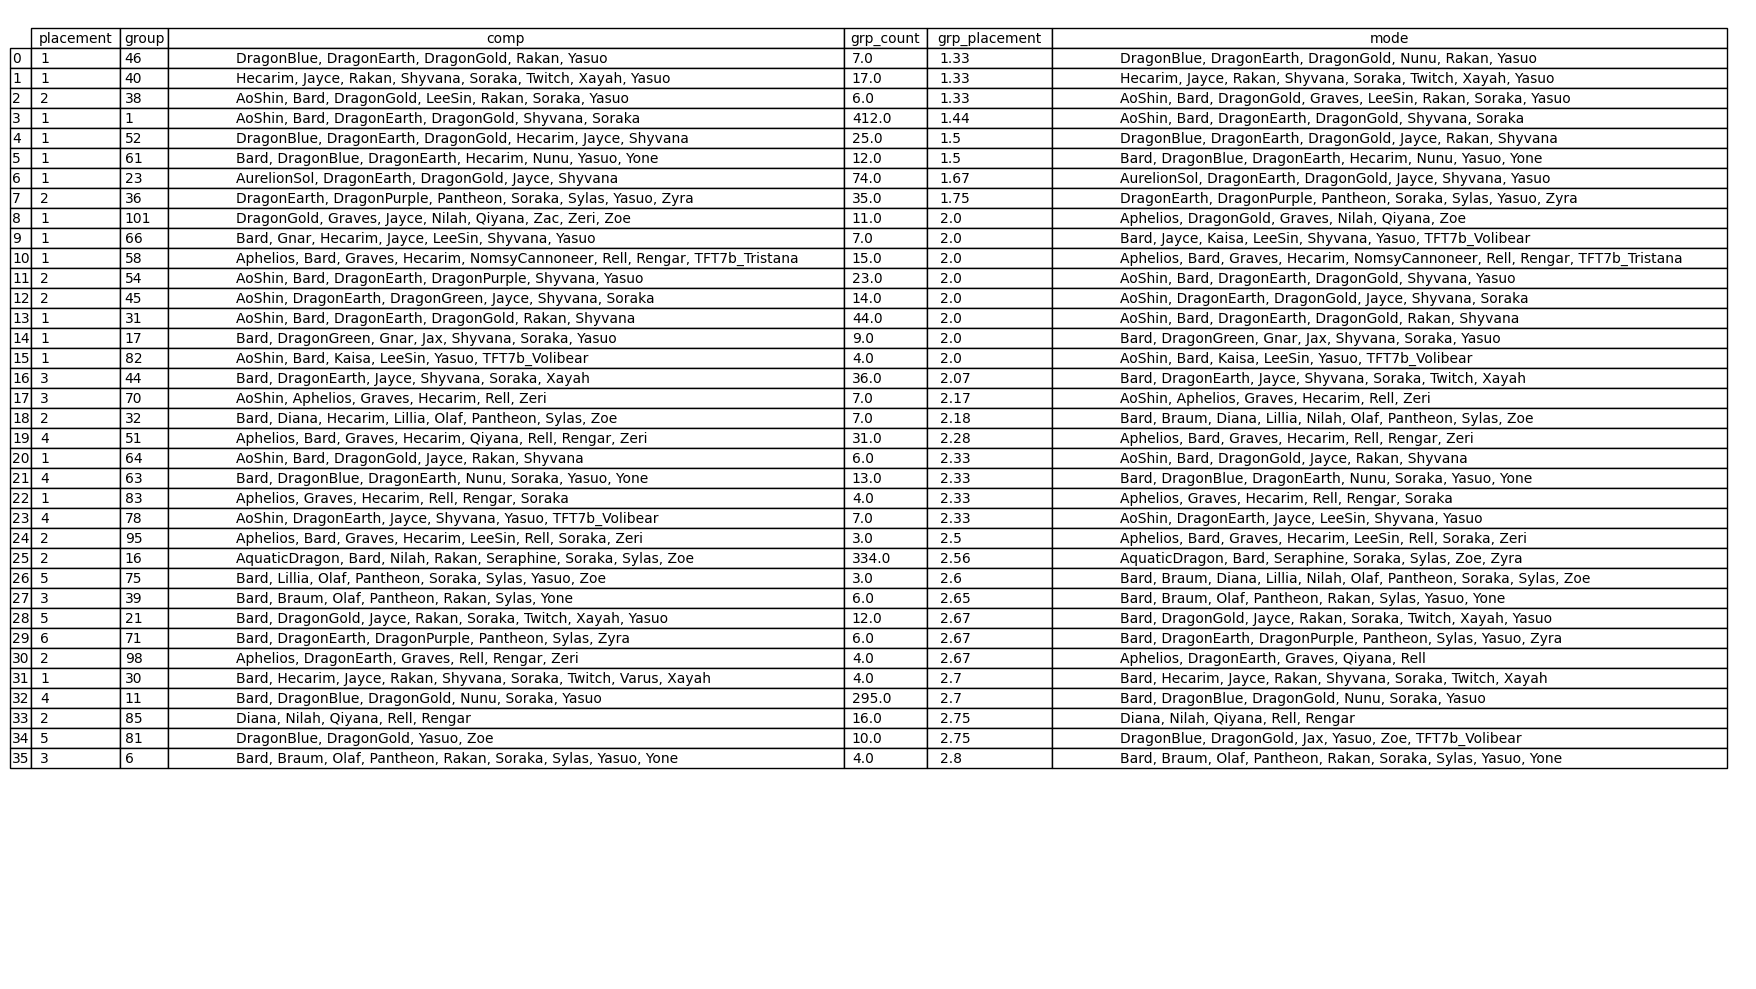 placement group comp grp_count grp_placement mode
0 1 46 DragonBlue, DragonEarth, DragonGold, Rakan, Yasuo 7.0 1.33 DragonBlue, DragonEarth, DragonGold, Nunu, Rakan, Yasuo
1 1 40 Hecarim, Jayce, Rakan, Shyvana, Soraka, Twitch, Xayah, Yasuo 17.0 1.33 Hecarim, Jayce, Rakan, Shyvana, Soraka, Twitch, Xayah, Yasuo
2 2 38 AoShin, Bard, DragonGold, LeeSin, Rakan, Soraka, Yasuo 6.0 1.33 AoShin, Bard, DragonGold, Graves, LeeSin, Rakan, Soraka, Yasuo
3 1 1 AoShin, Bard, DragonEarth, DragonGold, Shyvana, Soraka 412.0 1.44 AoShin, Bard, DragonEarth, DragonGold, Shyvana, Soraka
4 1 52 DragonBlue, DragonEarth, DragonGold, Hecarim, Jayce, Shyvana 25.0 1.5 DragonBlue, DragonEarth, DragonGold, Jayce, Rakan, Shyvana
5 1 61 Bard, DragonBlue, DragonEarth, Hecarim, Nunu, Yasuo, Yone 12.0 1.5 Bard, DragonBlue, DragonEarth, Hecarim, Nunu, Yasuo, Yone
6 1 23 AurelionSol, DragonEarth, DragonGold, Jayce, Shyvana 74.0 1.67 AurelionSol, DragonEarth, DragonGold, Jayce, Shyvana, Yasuo
7 2 36 DragonEarth, DragonPurple, Pantheon, Soraka, Sylas, Yasuo, Zyra 35.0 1.75 DragonEarth, DragonPurple, Pantheon, Soraka, Sylas, Yasuo, Zyra
8 1 101 DragonGold, Graves, Jayce, Nilah, Qiyana, Zac, Zeri, Zoe 11.0 2.0 Aphelios, DragonGold, Graves, Nilah, Qiyana, Zoe
9 1 66 Bard, Gnar, Hecarim, Jayce, LeeSin, Shyvana, Yasuo 7.0 2.0 Bard, Jayce, Kaisa, LeeSin, Shyvana, Yasuo, TFT7b_Volibear
10 1 58 Aphelios, Bard, Graves, Hecarim, NomsyCannoneer, Rell, Rengar, TFT7b_Tristana 15.0 2.0 Aphelios, Bard, Graves, Hecarim, NomsyCannoneer, Rell, Rengar, TFT7b_Tristana
11 2 54 AoShin, Bard, DragonEarth, DragonPurple, Shyvana, Yasuo 23.0 2.0 AoShin, Bard, DragonEarth, DragonGold, Shyvana, Yasuo
12 2 45 AoShin, DragonEarth, DragonGreen, Jayce, Shyvana, Soraka 14.0 2.0 AoShin, DragonEarth, DragonGold, Jayce, Shyvana, Soraka
13 1 31 AoShin, Bard, DragonEarth, DragonGold, Rakan, Shyvana 44.0 2.0 AoShin, Bard, DragonEarth, DragonGold, Rakan, Shyvana
14 1 17 Bard, DragonGreen, Gnar, Jax, Shyvana, Soraka, Yasuo 9.0 2.0 Bard, DragonGreen, Gnar, Jax, Shyvana, Soraka, Yasuo
15 1 82 AoShin, Bard, Kaisa, LeeSin, Yasuo, TFT7b_Volibear 4.0 2.0 AoShin, Bard, Kaisa, LeeSin, Yasuo, TFT7b_Volibear
16 3 44 Bard, DragonEarth, Jayce, Shyvana, Soraka, Xayah 36.0 2.07 Bard, DragonEarth, Jayce, Shyvana, Soraka, Twitch, Xayah
17 3 70 AoShin, Aphelios, Graves, Hecarim, Rell, Zeri 7.0 2.17 AoShin, Aphelios, Graves, Hecarim, Rell, Zeri
18 2 32 Bard, Diana, Hecarim, Lillia, Olaf, Pantheon, Sylas, Zoe 7.0 2.18 Bard, Braum, Diana, Lillia, Nilah, Olaf, Pantheon, Sylas, Zoe
19 4 51 Aphelios, Bard, Graves, Hecarim, Qiyana, Rell, Rengar, Zeri 31.0 2.28 Aphelios, Bard, Graves, Hecarim, Rell, Rengar, Zeri
20 1 64 AoShin, Bard, DragonGold, Jayce, Rakan, Shyvana 6.0 2.33 AoShin, Bard, DragonGold, Jayce, Rakan, Shyvana
21 4 63 Bard, DragonBlue, DragonEarth, Nunu, Soraka, Yasuo, Yone 13.0 2.33 Bard, DragonBlue, DragonEarth, Nunu, Soraka, Yasuo, Yone
22 1 83 Aphelios, Graves, Hecarim, Rell, Rengar, Soraka 4.0 2.33 Aphelios, Graves, Hecarim, Rell, Rengar, Soraka
23 4 78 AoShin, DragonEarth, Jayce, Shyvana, Yasuo, TFT7b_Volibear 7.0 2.33 AoShin, DragonEarth, Jayce, LeeSin, Shyvana, Yasuo
24 2 95 Aphelios, Bard, Graves, Hecarim, LeeSin, Rell, Soraka, Zeri 3.0 2.5 Aphelios, Bard, Graves, Hecarim, LeeSin, Rell, Soraka, Zeri
25 2 16 AquaticDragon, Bard, Nilah, Rakan, Seraphine, Soraka, Sylas, Zoe 334.0 2.56 AquaticDragon, Bard, Seraphine, Soraka, Sylas, Zoe, Zyra
26 5 75 Bard, Lillia, Olaf, Pantheon, Soraka, Sylas, Yasuo, Zoe 3.0 2.6 Bard, Braum, Diana, Lillia, Nilah, Olaf, Pantheon, Soraka, Sylas, Zoe
27 3 39 Bard, Braum, Olaf, Pantheon, Rakan, Sylas, Yone 6.0 2.65 Bard, Braum, Olaf, Pantheon, Rakan, Sylas, Yasuo, Yone
28 5 21 Bard, DragonGold, Jayce, Rakan, Soraka, Twitch, Xayah, Yasuo 12.0 2.67 Bard, DragonGold, Jayce, Rakan, Soraka, Twitch, Xayah, Yasuo
29 6 71 Bard, DragonEarth, DragonPurple, Pantheon, Sylas, Zyra 6.0 2.67 Bard, DragonEarth, DragonPurple, Pantheon, Sylas, Yasuo, Zyra
30 2 98 Aphelios, DragonEarth, Graves, Rell, Rengar, Zeri 4.0 2.67 Aphelios, DragonEarth, Graves, Qiyana, Rell
31 1 30 Bard, Hecarim, Jayce, Rakan, Shyvana, Soraka, Twitch, Varus, Xayah 4.0 2.7 Bard, Hecarim, Jayce, Rakan, Shyvana, Soraka, Twitch, Xayah
32 4 11 Bard, DragonBlue, DragonGold, Nunu, Soraka, Yasuo 295.0 2.7 Bard, DragonBlue, DragonGold, Nunu, Soraka, Yasuo
33 2 85 Diana, Nilah, Qiyana, Rell, Rengar 16.0 2.75 Diana, Nilah, Qiyana, Rell, Rengar
34 5 81 DragonBlue, DragonGold, Yasuo, Zoe 10.0 2.75 DragonBlue, DragonGold, Jax, Yasuo, Zoe, TFT7b_Volibear
35 3 6 Bard, Braum, Olaf, Pantheon, Rakan, Soraka, Sylas, Yasuo, Yone 4.0 2.8 Bard, Braum, Olaf, Pantheon, Rakan, Soraka, Sylas, Yasuo, Yone